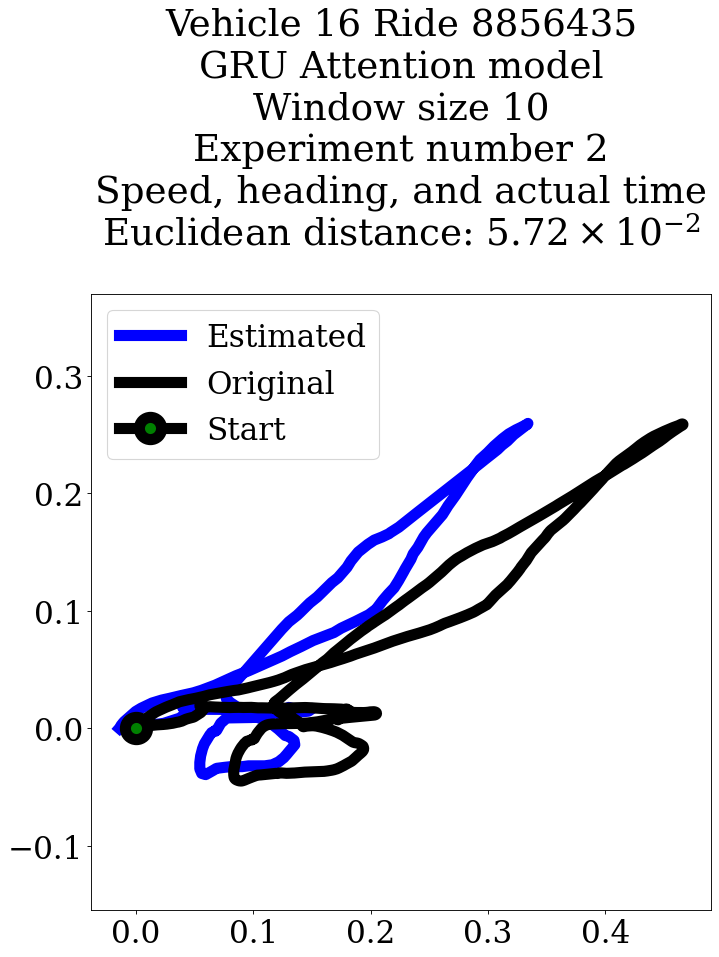 Vehicle 16 Ride 8856435
GRU Attention model
Window size 10
Experiment number 2
Speed, heading, and actual time
Euclidean distance: 5.72 × 10⁻²
Estimated
Original
Start
0.3
0.2
0.1
0.0
−0.1
0.0 0.1 0.2 0.3 0.4